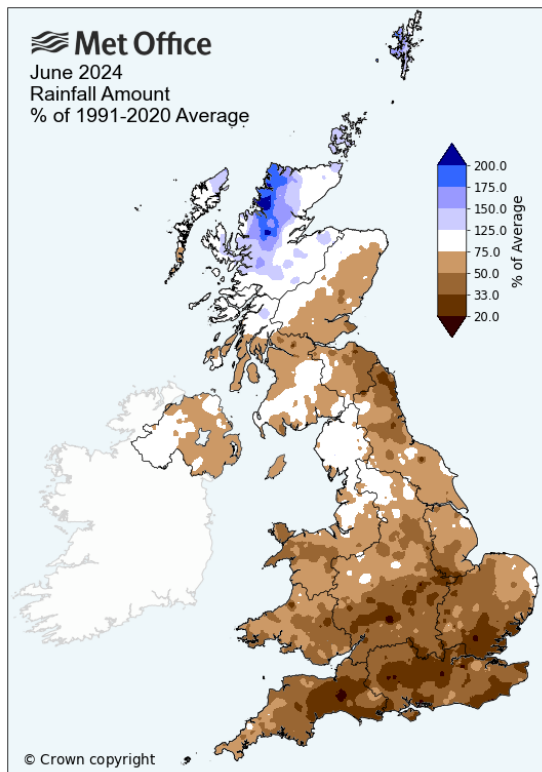 Met Office
June 2024
Rainfall Amount
% of 1991-2020 Average
200.0
175.0
150.0
125.0
75.0
50.0
33.0
20.0
% of Average
© Crown copyright